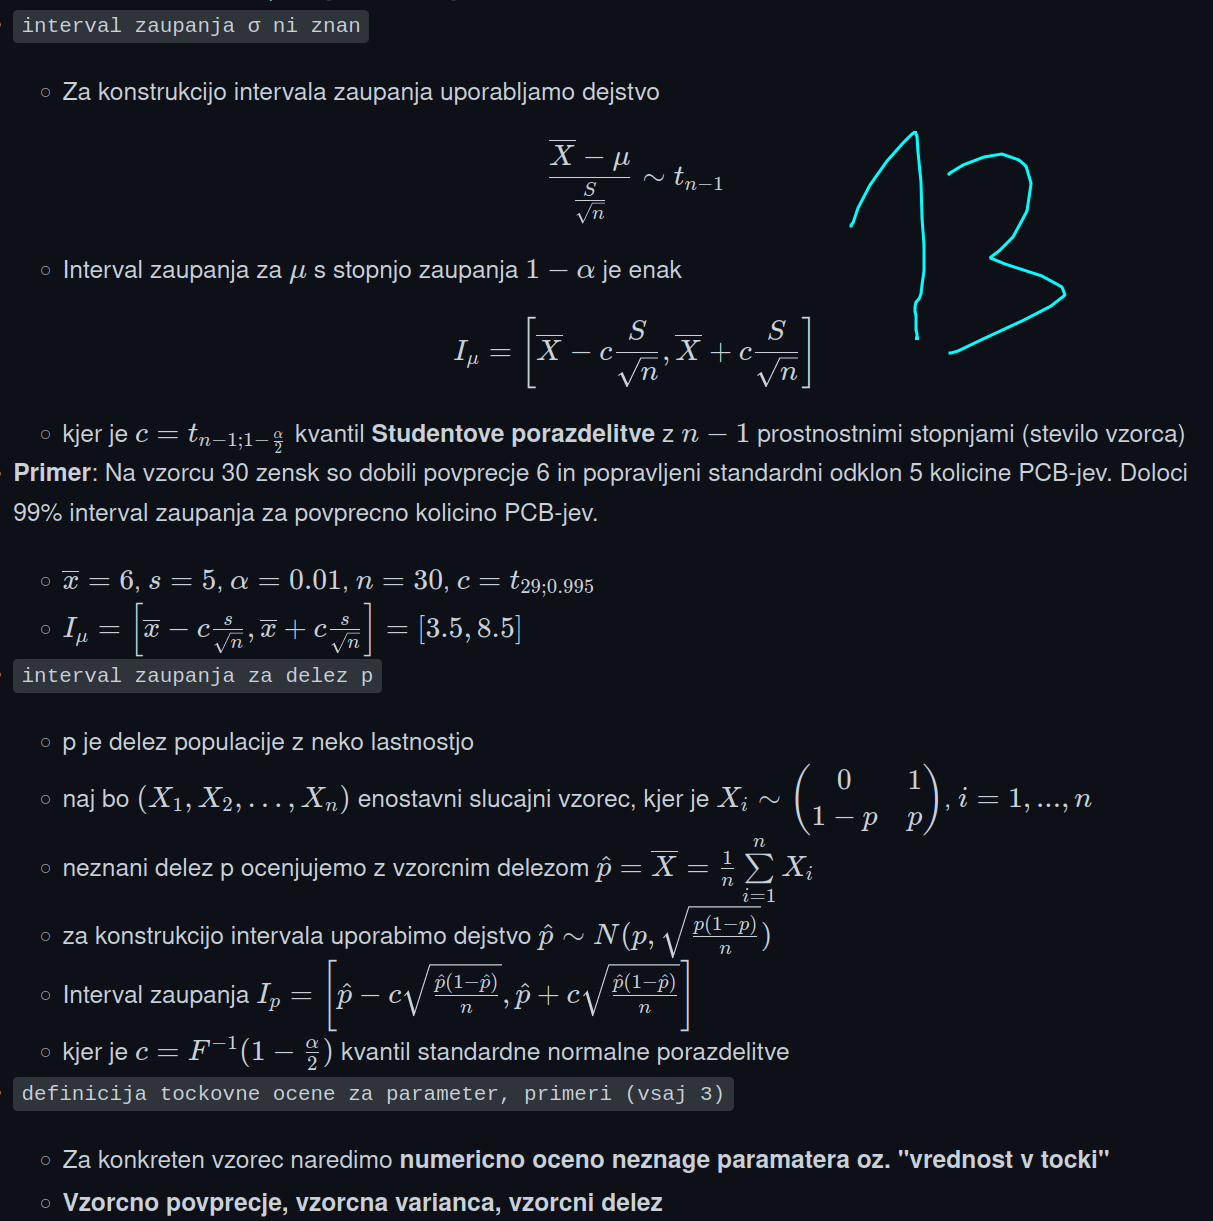 interval zaupanja σ ni znan
Za konstrukcijo intervala zaupanja uporabljamo dejstvo
$\frac{\overline{X} - \mu}{\frac{S}{\sqrt{n}}} \sim t_{n-1}$
13
Interval zaupanja za $\mu$ s stopnjo zaupanja $1 - \alpha$ je enak
$I_\mu = \left[\overline{X} - c\frac{S}{\sqrt{n}}, \overline{X} + c\frac{S}{\sqrt{n}}\right]$
kjer je $c = t_{n-1;1-\frac{\alpha}{2}}$ kvantil Studentove porazdelitve z $n - 1$ prostnostnimi stopnjami (stevilo vzorca)
Primer: Na vzorcu 30 zensk so dobili povprecje 6 in popravljeni standardni odklon 5 kolicine PCB-jev. Doloci
99% interval zaupanja za povprecno kolicino PCB-jev.
$\overline{x} = 6$, $s = 5$, $\alpha = 0.01$, $n = 30$, $c = t_{29;0.995}$
$I_\mu = \left[\overline{x} - c\frac{s}{\sqrt{n}}, \overline{x} + c\frac{s}{\sqrt{n}}\right] = [3.5, 8.5]$
interval zaupanja za delez p
p je delez populacije z neko lastnostjo
naj bo $(X_1, X_2, \ldots, X_n)$ enostavni slucajni vzorec, kjer je $X_i \sim \begin{pmatrix} 0 & 1 \\ 1 - p & p \end{pmatrix}$, $i = 1, ..., n$
neznani delez p ocenjujemo z vzorcnim delezom $\hat{p} = \overline{X} = \frac{1}{n} \sum_{i=1}^{n} X_i$
za konstrukcijo intervala uporabimo dejstvo $\hat{p} \sim N(p, \sqrt{\frac{p(1-p)}{n}})$
Interval zaupanja $I_p = \left[\hat{p} - c\sqrt{\frac{\hat{p}(1-\hat{p})}{n}}, \hat{p} + c\sqrt{\frac{\hat{p}(1-\hat{p})}{n}}\right]$
kjer je $c = F^{-1}(1 - \frac{\alpha}{2})$ kvantil standardne normalne porazdelitve
definicija tockovne ocene za parameter, primeri (vsaj 3)
Za konkreten vzorec naredimo numericno oceno neznage paramatera oz. "vrednost v tocki"
Vzorcno povprecje, vzorcna varianca, vzorcni delez